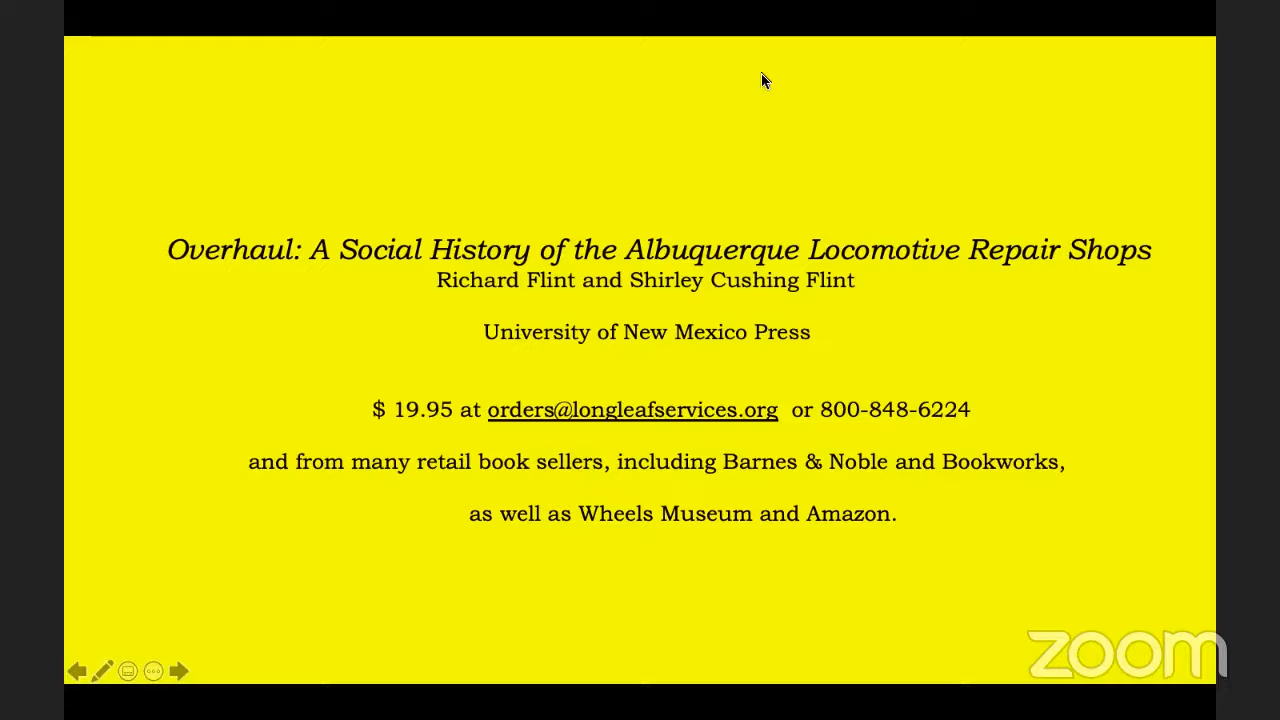 Overhaul: A Social History of the Albuquerque Locomotive Repair Shops
Richard Flint and Shirley Cushing Flint
University of New Mexico Press
$ 19.95 at orders@longleafservices.org or 800-848-6224
and from many retail book sellers, including Barnes & Noble and Bookworks,
as well as Wheels Museum and Amazon.
zoom